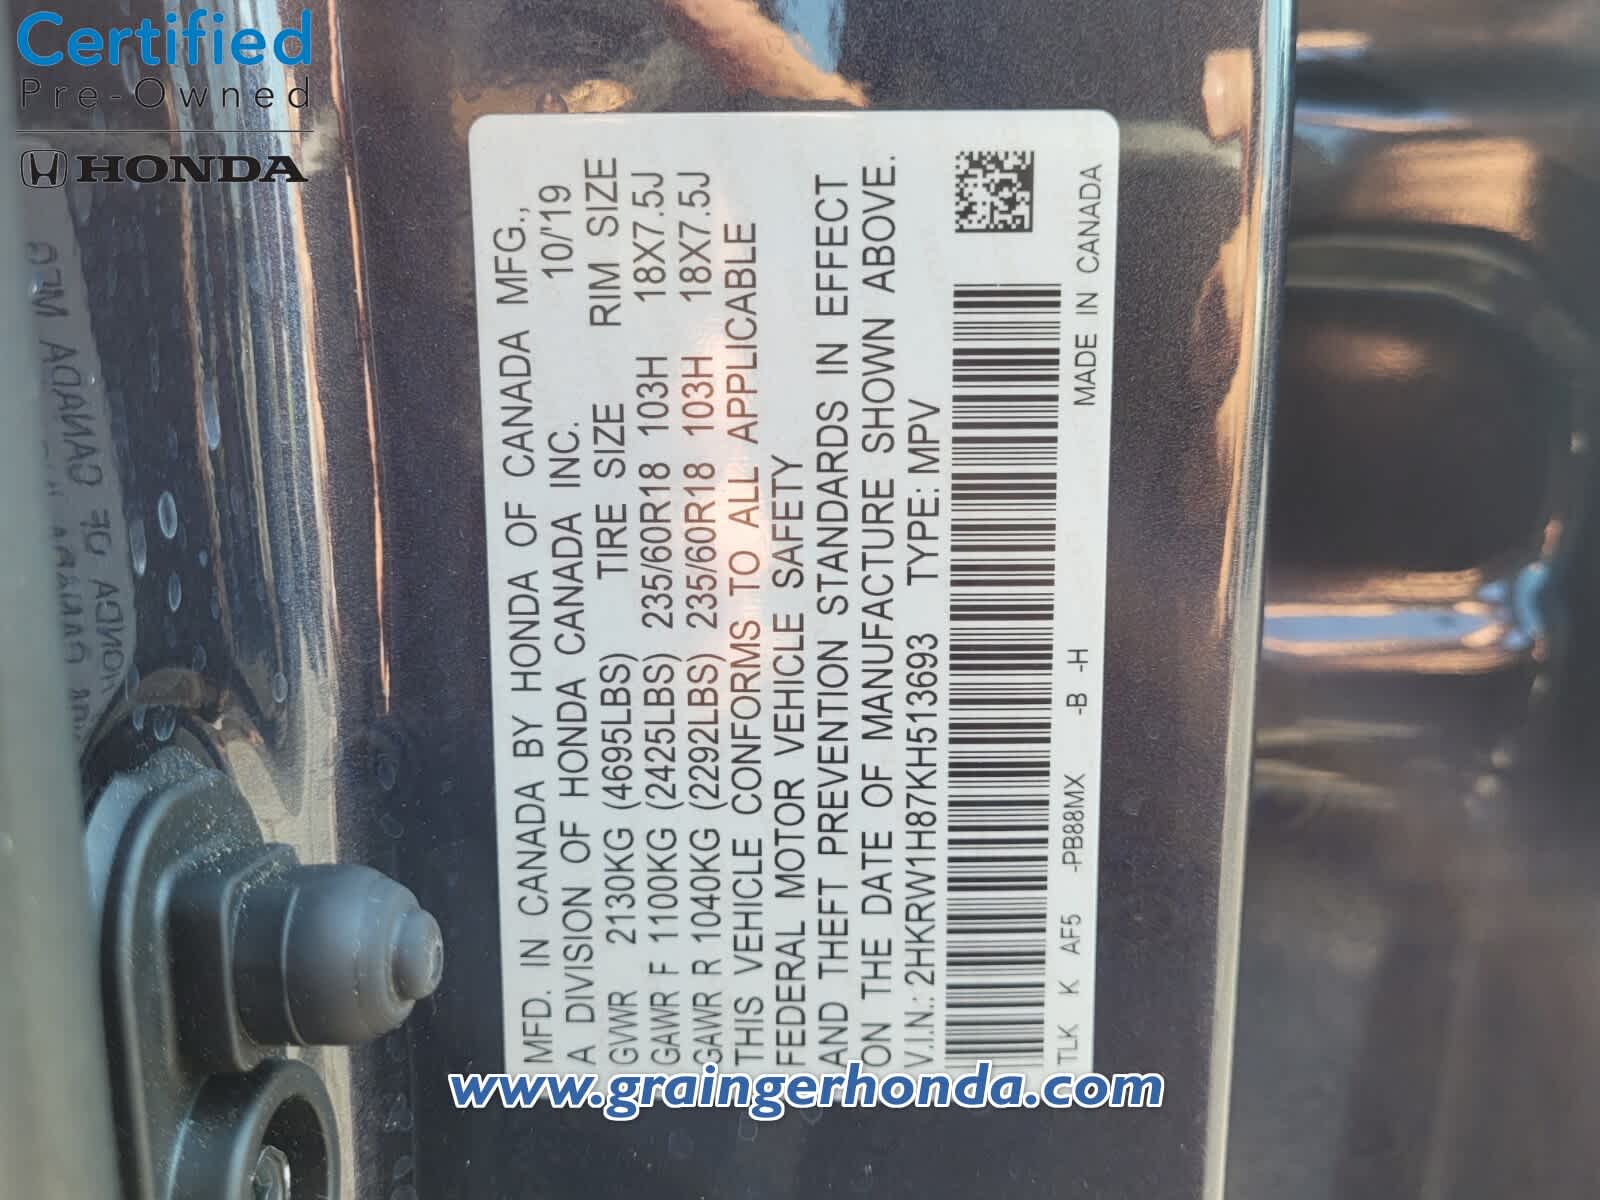 Certified
Pre-Owned
HONDA
MFD. IN CANADA BY HONDA OF CANADA MFG.,
A DIVISION OF HONDA CANADA INC. 10/'19
GVWR 2130KG (4695LBS) TIRE SIZE RIM SIZE
GAWR F 1100KG (2425LBS) 235/60R18 103H 18X7.5J
GAWR R 1040KG (2292LBS) 235/60R18 103H 18X7.5J
THIS VEHICLE CONFORMS TO ALL APPLICABLE
FEDERAL MOTOR VEHICLE SAFETY
AND THEFT PREVENTION STANDARDS IN EFFECT
ON THE DATE OF MANUFACTURE SHOWN ABOVE.
V.I.N.: 2HKRW1H87KH513693 TYPE: MPV
TLK K AF5 -PB88MX -B -H MADE IN CANADA
www.graingerhonda.com